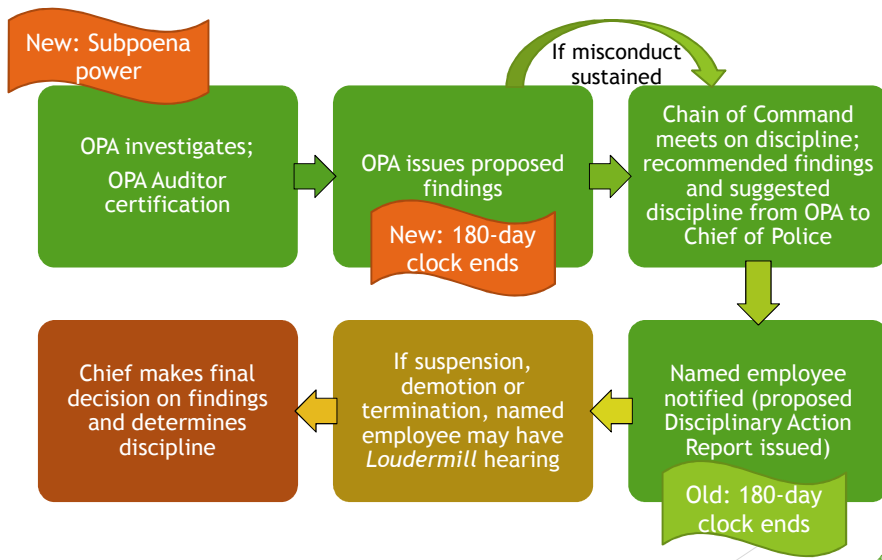 New: Subpoena
power
If misconduct
sustained
OPA investigates;
OPA Auditor
certification
OPA issues proposed
findings
New: 180-day
clock ends
Chain of Command
meets on discipline;
recommended findings
and suggested
discipline from OPA to
Chief of Police
Named employee
notified (proposed
Disciplinary Action
Report issued)
Old: 180-day
clock ends
If suspension,
demotion or
termination, named
employee may have
Loudermill hearing
Chief makes final
decision on findings
and determines
discipline